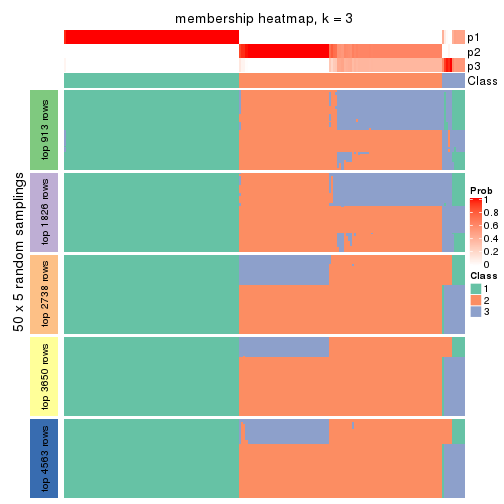 membership heatmap, k = 3
p1
p2
p3
Class
50 x 5 random samplings
top 913 rows
top 1826 rows
top 2738 rows
top 3650 rows
top 4563 rows
Prob
1
0.8
0.6
0.4
0.2
0
Class
1
2
3